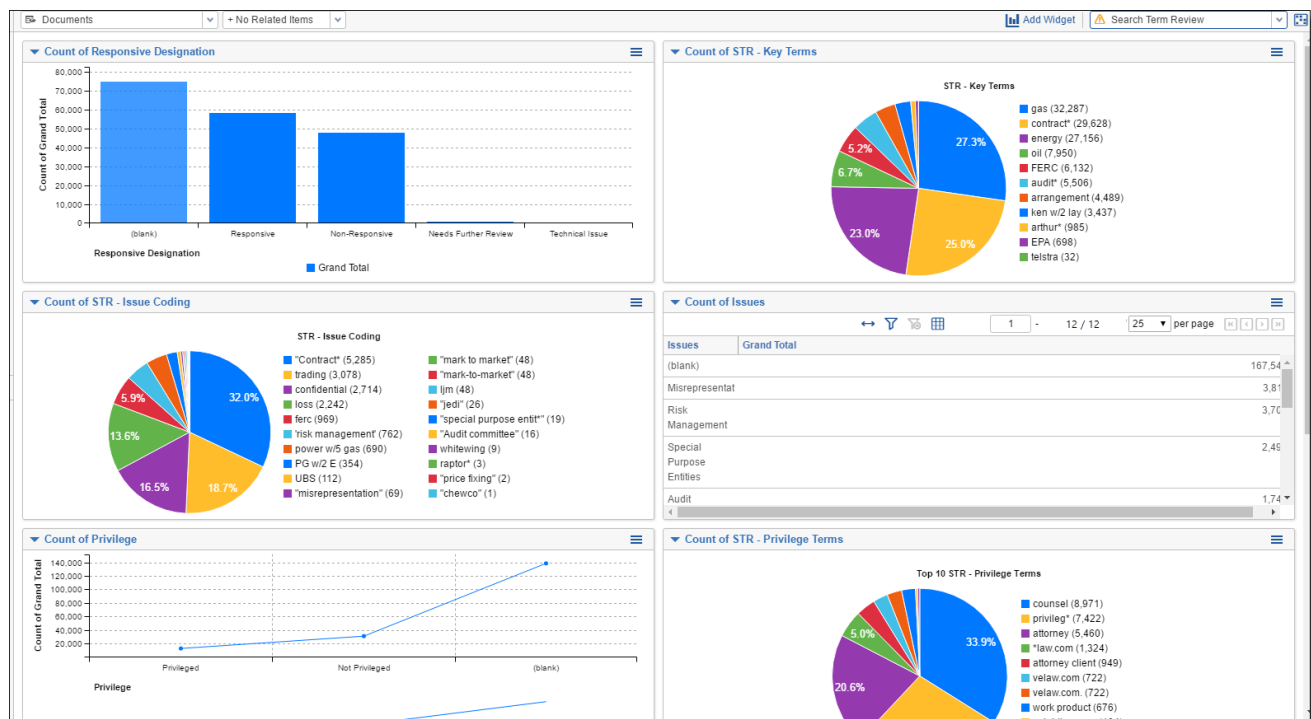 Documents
+ No Related Items
Add Widget
Search Term Review
Count of Responsive Designation
80,000
70,000
60,000
50,000
40,000
30,000
20,000
10,000
0
Count of Grand Total
(blank)
Responsive
Non-Responsive
Needs Further Review
Technical Issue
Responsive Designation
Grand Total
Count of STR - Key Terms
STR - Key Terms
27.3%
25.0%
23.0%
6.7%
5.2%
gas (32,287)
contract* (29,628)
energy (27,156)
oil (7,950)
FERC (6,132)
audit* (5,506)
arrangement (4,489)
ken w/2 lay (3,437)
arthur* (985)
EPA (698)
telstra (32)
Count of STR - Issue Coding
STR - Issue Coding
32.0%
18.7%
16.5%
13.6%
5.9%
"Contract* (5,285)
trading (3,078)
confidential (2,714)
loss (2,242)
ferc (969)
'risk management' (762)
power w/5 gas (690)
PG w/2 E (354)
UBS (112)
"misrepresentation" (69)
"mark to market" (48)
"mark-to-market" (48)
ljm (48)
"jedi" (26)
"special purpose entit*" (19)
"Audit committee" (16)
whitewing (9)
raptor* (3)
"price fixing" (2)
"chewco" (1)
Count of Issues
1 - 12 / 12 25 per page
Issues Grand Total
(blank) 167,54
Misrepresentat 3,81
Risk 3,70
Management
Special 2,49
Purpose
Entities
Audit 1,74
Count of Privilege
140,000
120,000
100,000
80,000
60,000
40,000
20,000
Count of Grand Total
Privileged
Not Privileged
(blank)
Privilege
Count of STR - Privilege Terms
Top 10 STR - Privilege Terms
33.9%
20.6%
5.0%
counsel (8,971)
privileg* (7,422)
attorney (5,460)
*law.com (1,324)
attorney client (949)
velaw.com (722)
velaw.com. (722)
work product (676)